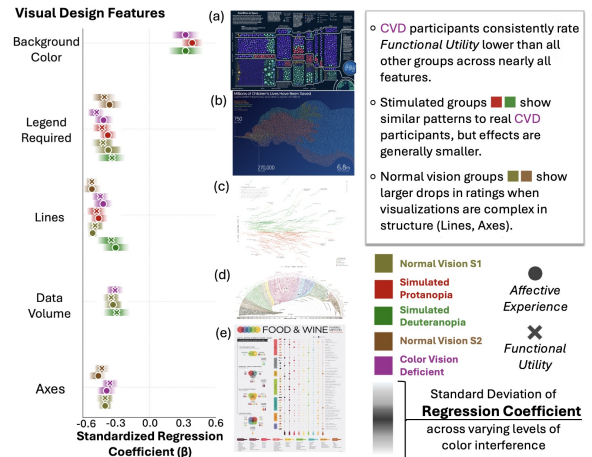 Visual Design Features
Background
Color
Legend
Required
Lines
Data
Volume
Axes
-0.6 -0.3 0.0 0.3 0.6
Standardized Regression
Coefficient (β)
(a)
(b)
Millions of Children's Lives Have Been Saved
750
270,000
6.8m
(c)
(d)
(e)
FOOD & WINE
CVD participants consistently rate
Functional Utility lower than all
other groups across nearly all
features.
Stimulated groups show
similar patterns to real CVD
participants, but effects are
generally smaller.
Normal vision groups show
larger drops in ratings when
visualizations are complex in
structure (Lines, Axes).
Normal Vision S1
Simulated
Protanopia
Simulated
Deuteranopia
Normal Vision S2
Color Vision
Deficient
Affective
Experience
Functional
Utility
Standard Deviation of
Regression Coefficient
across varying levels of
color interference